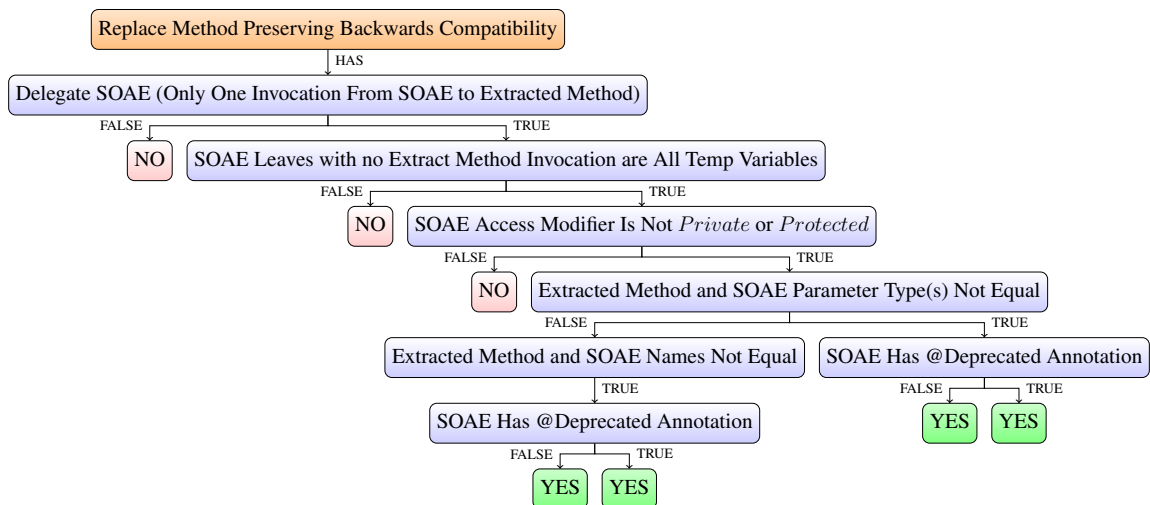 Replace Method Preserving Backwards Compatibility
HAS
Delegate SOAE (Only One Invocation From SOAE to Extracted Method)
FALSE TRUE
NO SOAE Leaves with no Extract Method Invocation are All Temp Variables
FALSE TRUE
NO SOAE Access Modifier Is Not Private or Protected
FALSE TRUE
NO Extracted Method and SOAE Parameter Type(s) Not Equal
FALSE TRUE
Extracted Method and SOAE Names Not Equal SOAE Has @Deprecated Annotation
TRUE FALSE TRUE
SOAE Has @Deprecated Annotation YES YES
FALSE TRUE
YES YES